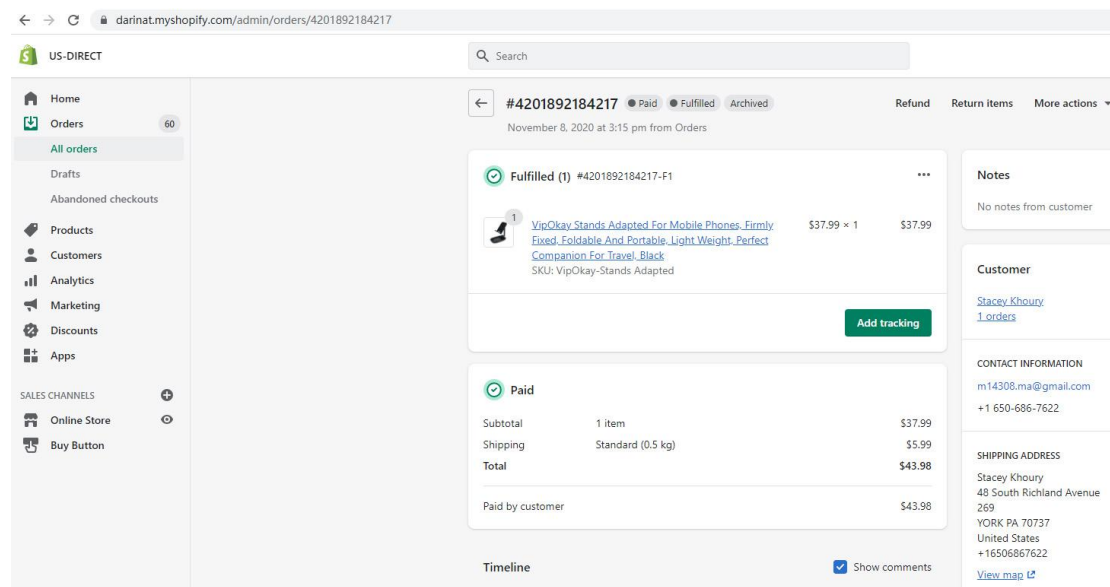 darinat.myshopify.com/admin/orders/4201892184217
US-DIRECT
Search
Home
Orders 60
All orders
Drafts
Abandoned checkouts
Products
Customers
Analytics
Marketing
Discounts
Apps
SALES CHANNELS
Online Store
Buy Button
#4201892184217 Paid Fulfilled Archived
Refund Return items More actions
November 8, 2020 at 3:15 pm from Orders
Fulfilled (1) #4201892184217-F1
1
VipOkay Stands Adapted For Mobile Phones, Firmly $37.99 × 1 $37.99
Fixed, Foldable And Portable, Light Weight, Perfect
Companion For Travel, Black
SKU: VipOkay-Stands Adapted
Add tracking
Paid
Subtotal 1 item $37.99
Shipping Standard (0.5 kg) $5.99
Total $43.98
Paid by customer $43.98
Timeline Show comments
Notes
No notes from customer
Customer
Stacey Khoury
1 orders
CONTACT INFORMATION
m14308.ma@gmail.com
+1 650-686-7622
SHIPPING ADDRESS
Stacey Khoury
48 South Richland Avenue
269
YORK PA 70737
United States
+16506867622
View map